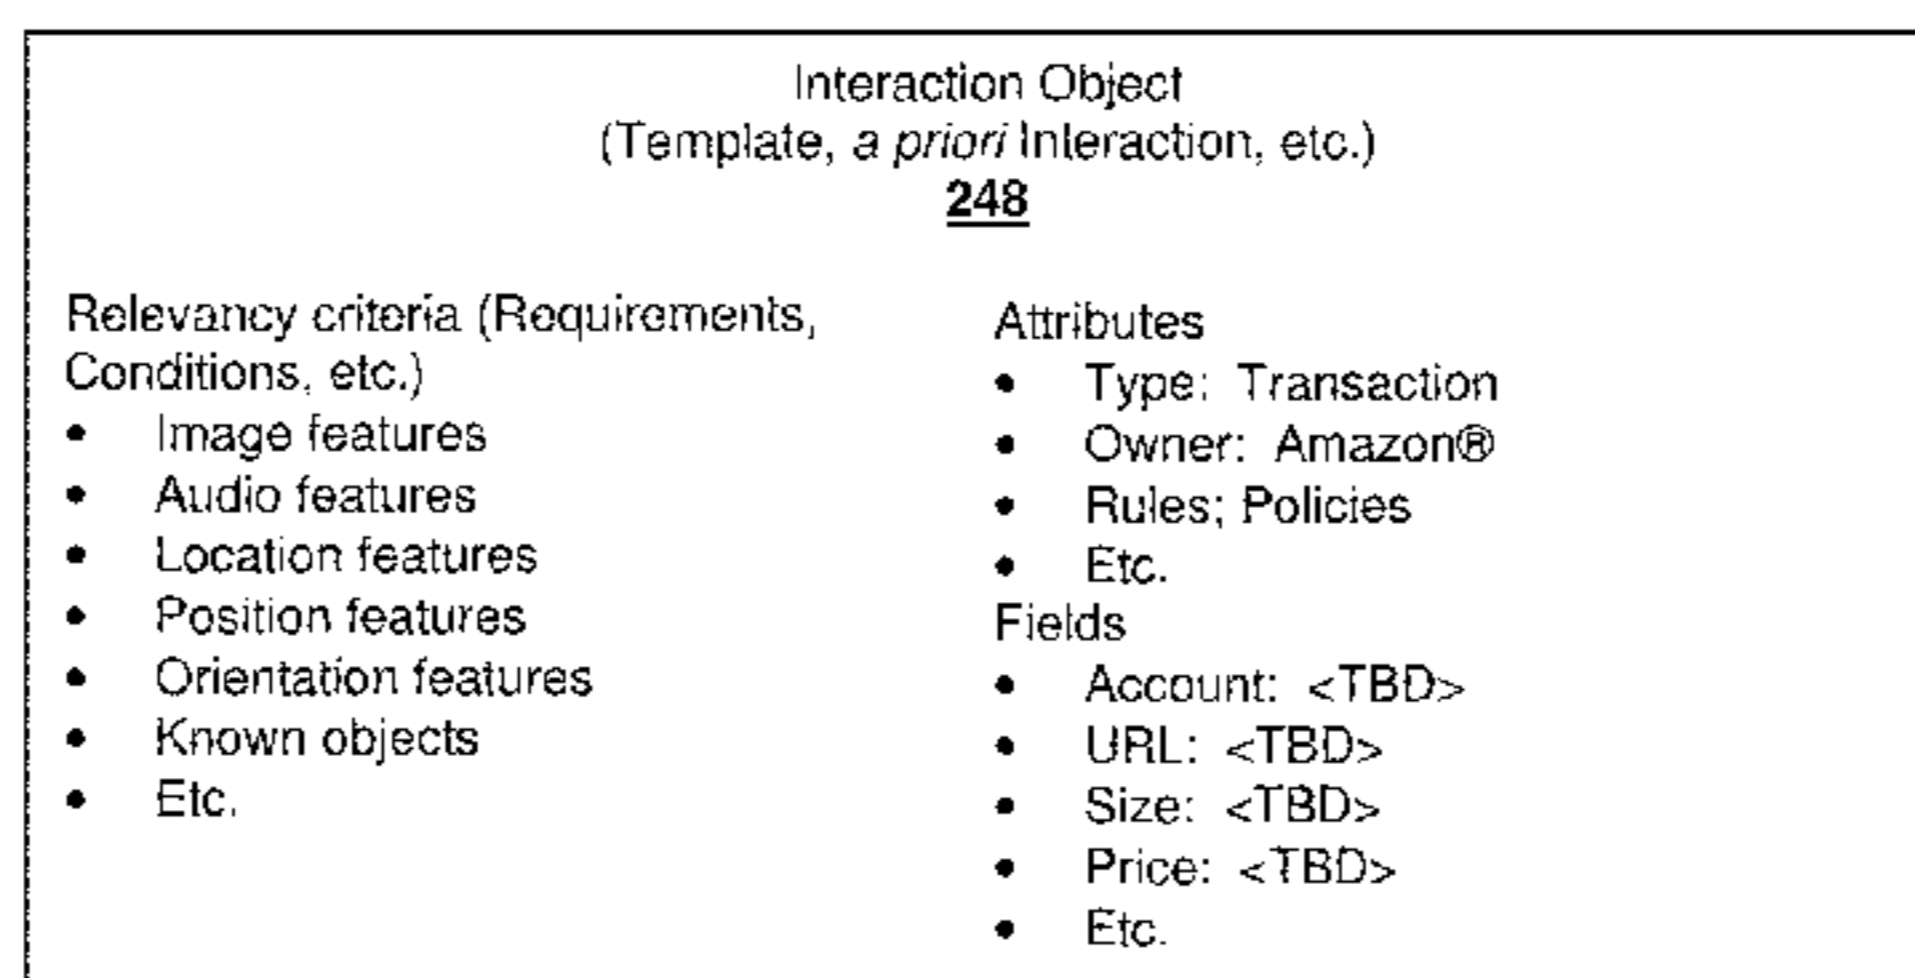 Interaction Object
(Template, a priori Interaction, etc.)
248
Relevancy criteria (Requirements,
Conditions, etc.)
• Image features
• Audio features
• Location features
• Position features
• Orientation features
• Known objects
• Etc.
Attributes
• Type: Transaction
• Owner: Amazon®
• Rules; Policies
• Etc.
Fields
• Account: <TBD>
• URL: <TBD>
• Size: <TBD>
• Price: <TBD>
• Etc.